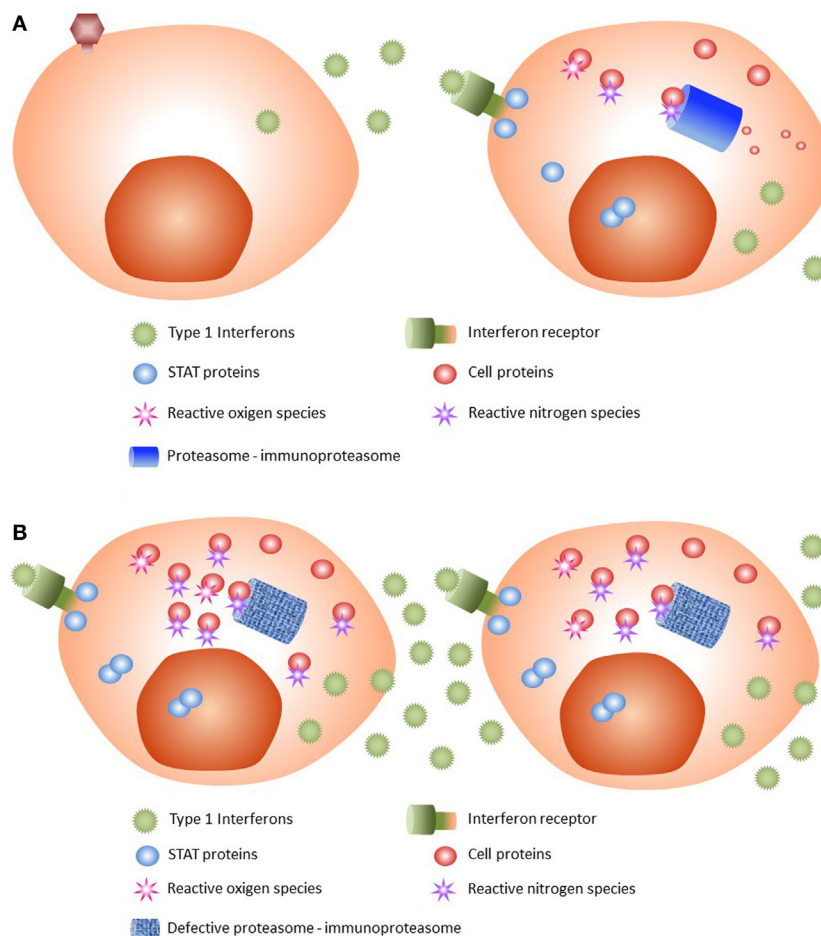 A
Type 1 Interferons
Interferon receptor
STAT proteins
Cell proteins
Reactive oxigen species
Reactive nitrogen species
Proteasome - immunoproteasome
B
Type 1 Interferons
Interferon receptor
STAT proteins
Cell proteins
Reactive oxigen species
Reactive nitrogen species
Defective proteasome - immunoproteasome